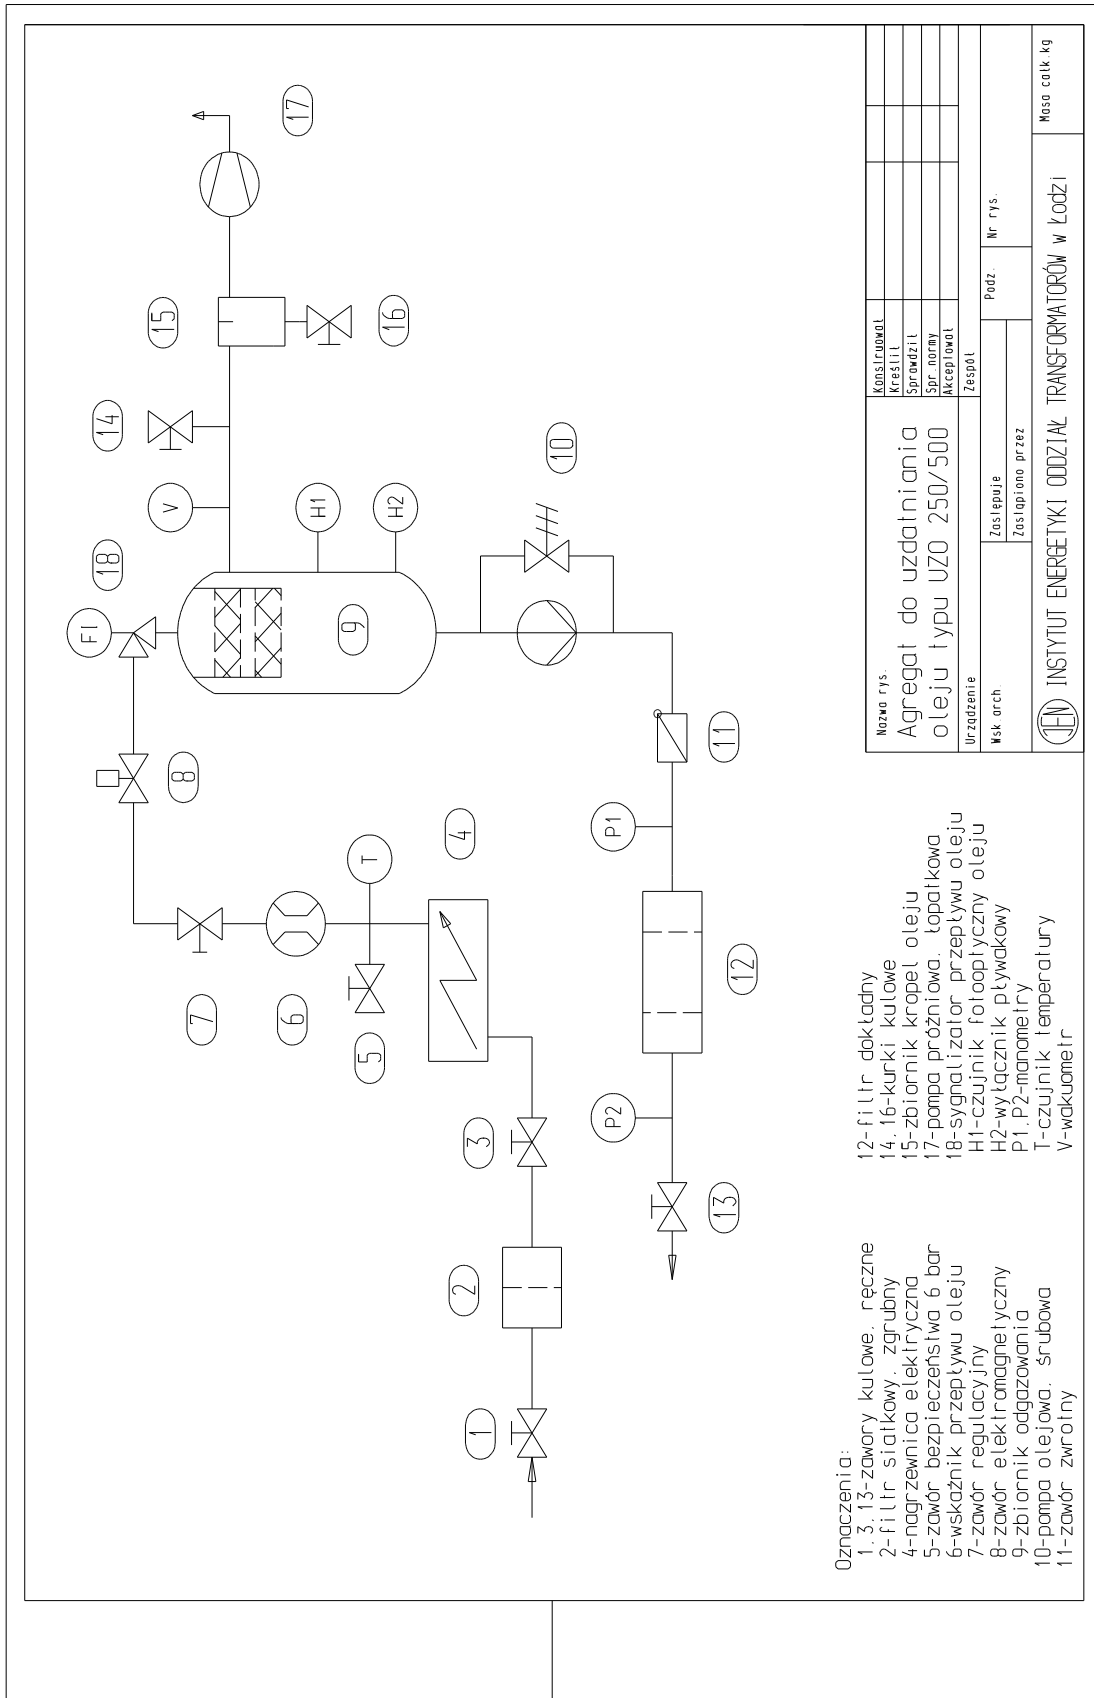 17
15
16
14
10
V
H1
H2
18
FI
9
8
11
4
P1
T
7
6
5
12
3
P2
13
2
1
Oznaczenia:
1, 3, 13-zawory kulowe, ręczne
2-filtr siatkowy, zgrubny
4-nagrzewnica elektryczna
5-zawór bezpieczeństwa 6 bar
6-wskaźnik przepływu oleju
7-zawór regulacyjny
8-zawór elektromagnetyczny
9-zbiornik odgazowania
10-pompa olejowa, śrubowa
11-zawór zwrotny
12-filtr dokładny
14, 16-kurki kulowe
15-zbiornik kropel oleju
17-pompa próżniowa, łopatkowa
18-sygnalizator przepływu oleju
H1-czujnik fotooptyczny oleju
H2-wyłącznik pływakowy
P1, P2-manometry
T-czujnik temperatury
V-wakuometr
Nazwa rys.
Agregat do uzdatniania
oleju typu UZO 250/500
Konstruował
Kreślił
Sprawdził
Spr. normy
Akceptował
Urządzenie
Zespół
Wsk. arch.
Zastępuje
Zastąpiono przez
Podz.
Nr rys.
IEN INSTYTUT ENERGETYKI ODDZIAŁ TRANSFORMATORÓW w Łodzi
Masa całk. kg